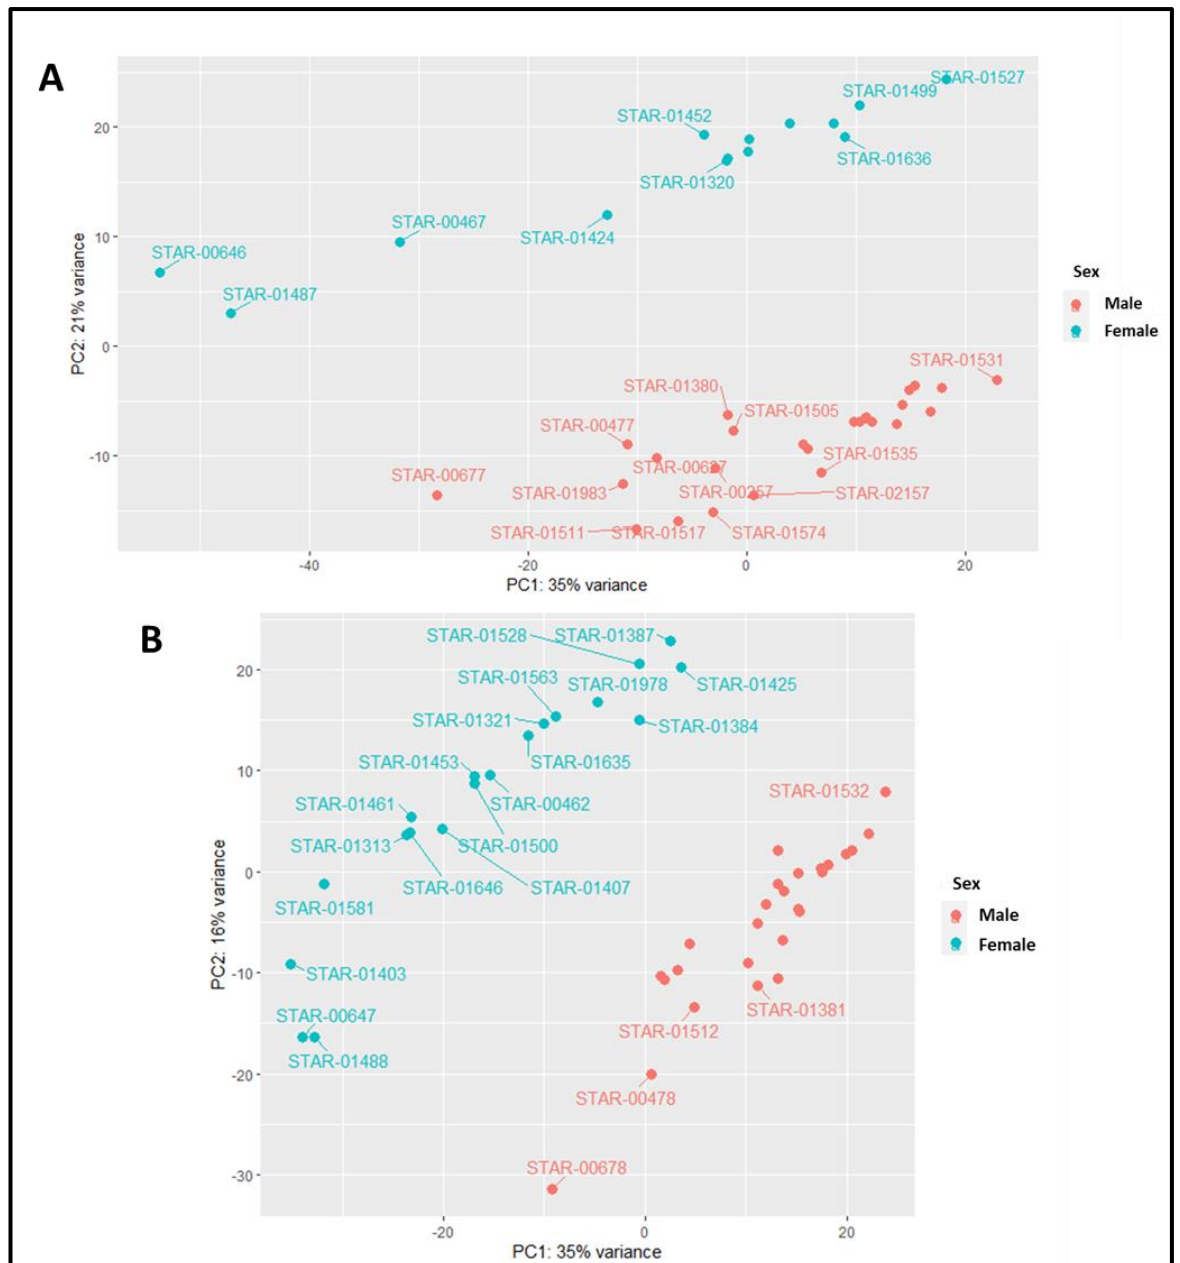 A
STAR-01527
STAR-01499
STAR-01452
20
STAR-01636
STAR-01320
STAR-00467
10
STAR-01424
STAR-00646
STAR-01487
PC2: 21% variance
0
Sex
Male
Female
STAR-01531
STAR-01380
STAR-01505
STAR-00477
-10
STAR-01535
STAR-00677
STAR-00627
STAR-01983
STAR-00257
STAR-02157
STAR-01511
STAR-01517
STAR-01574
-40
-20
0
20
PC1: 35% variance
B
STAR-01528
STAR-01387
20
STAR-01563
STAR-01978
STAR-01425
STAR-01321
STAR-01384
STAR-01453
STAR-01635
10
STAR-01532
STAR-01461
STAR-00462
STAR-01313
STAR-01500
0
STAR-01646
STAR-01407
STAR-01581
PC2: 16% variance
Sex
Male
Female
-10
STAR-01403
STAR-01381
STAR-00647
STAR-01512
STAR-01488
-20
STAR-00478
STAR-00678
-30
-20
0
20
PC1: 35% variance